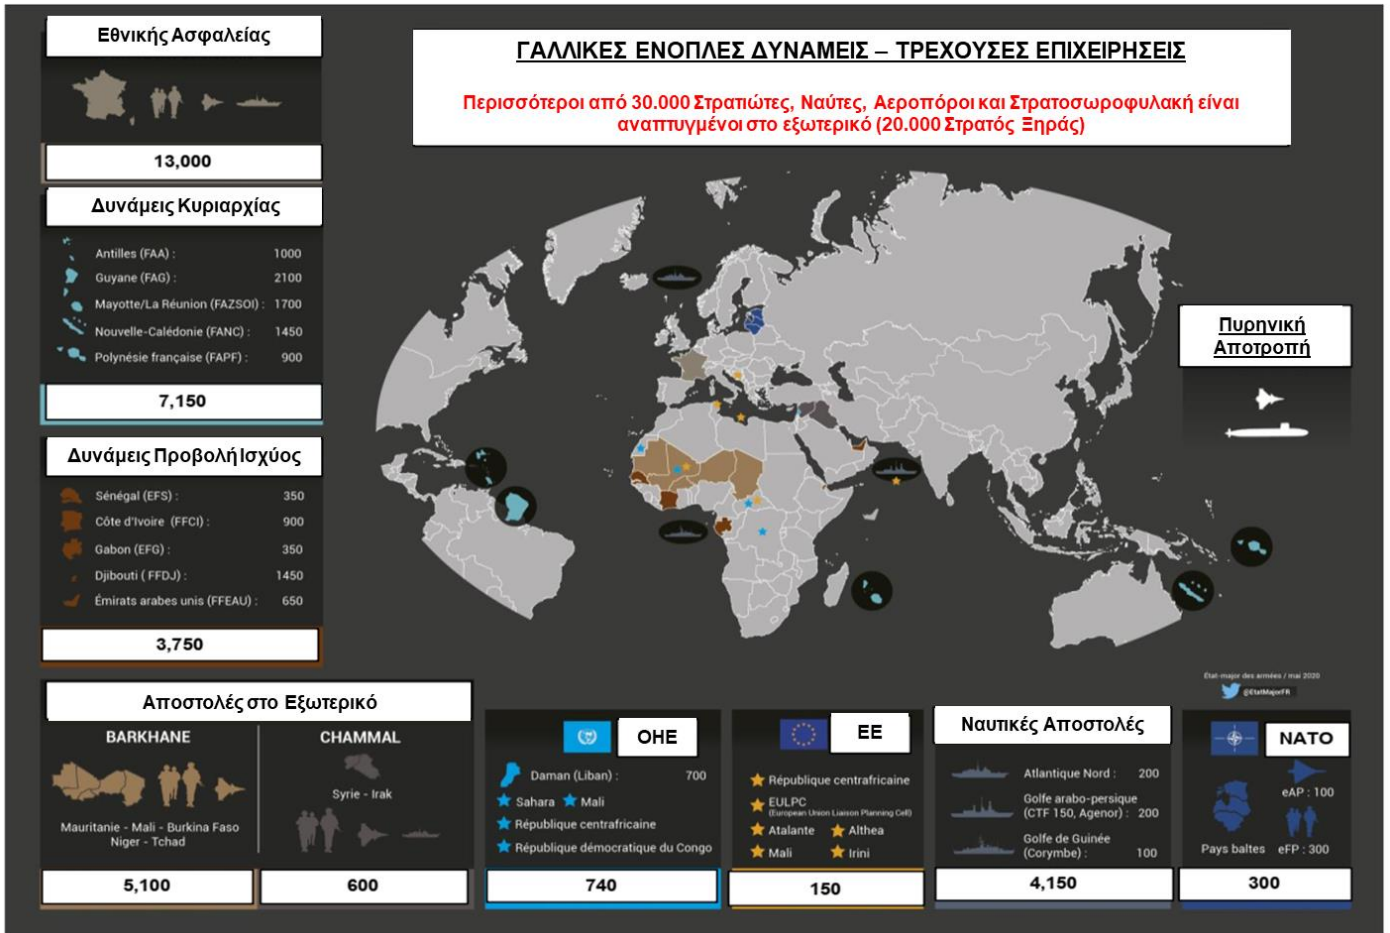 Εθνικής Ασφαλείας
13,000
ΓΑΛΛΙΚΕΣ ΕΝΟΠΛΕΣ ΔΥΝΑΜΕΙΣ – ΤΡΕΧΟΥΣΕΣ ΕΠΙΧΕΙΡΗΣΕΙΣ
Περισσότεροι από 30.000 Στρατιώτες, Ναύτες, Αεροπόροι και Στρατοσωροφυλακή είναι
αναπτυγμένοι στο εξωτερικό (20.000 Στρατός Ξηράς)
Δυνάμεις Κυριαρχίας
Antilles (FAA) : 1000
Guyane (FAG) : 2100
Mayotte/La Réunion (FAZSOI) : 1700
Nouvelle-Calédonie (FANC) : 1450
Polynésie française (FAPF) : 900
7,150
Δυνάμεις Προβολή Ισχύος
Sénégal (EFS) : 350
Côte d'Ivoire (FFCI) : 900
Gabon (EFG) : 350
Djibouti ( FFDJ) : 1450
Émirats arabes unis (FFEAU) : 650
3,750
Πυρηνική
Αποτροπή
État-major des armées / mai 2020
@EtatMajorFR
Αποστολές στο Εξωτερικό
BARKHANE
Mauritanie - Mali - Burkina Faso
Niger - Tchad
5,100
CHAMMAL
Syrie - Irak
600
ΟΗΕ
Daman (Liban) : 700
Sahara Mali
République centrafricaine
République démocratique du Congo
740
ΕΕ
République centrafricaine
EULPC
(European Union Liaison Planning Cell)
Atalante Althea
Mali Irini
150
Ναυτικές Αποστολές
Atlantique Nord : 200
Golfe arabo-persique
(CTF 150, Agenor) : 200
Golfe de Guinée
(Corymbe) : 100
4,150
NATO
eAP : 100
Pays baltes eFP : 300
300